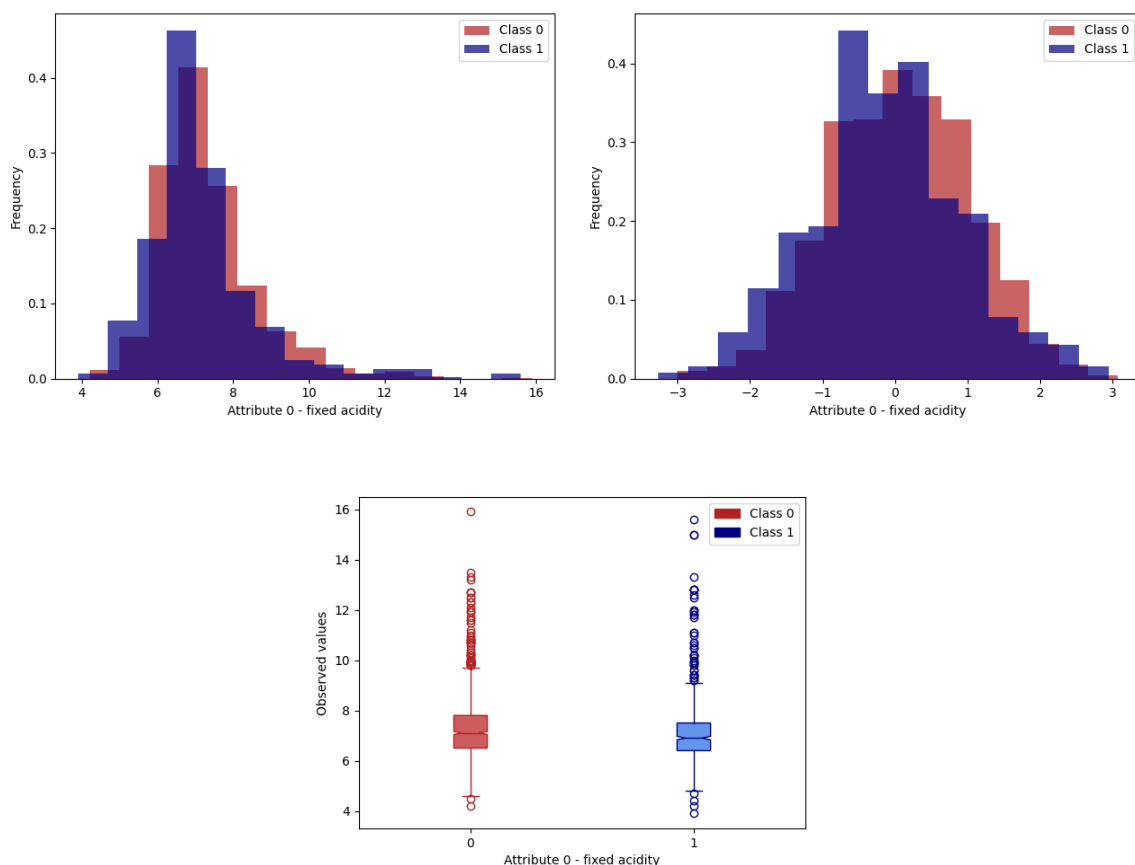 Class 0
Class 1
0.4
0.3
0.2
0.1
0.0
Frequency
4
6
8
10
12
14
16
Attribute 0 - fixed acidity
Class 0
Class 1
0.4
0.3
0.2
0.1
0.0
Frequency
−3
−2
−1
0
1
2
3
Attribute 0 - fixed acidity
Class 0
Class 1
16
14
12
10
8
6
4
Observed values
0
1
Attribute 0 - fixed acidity